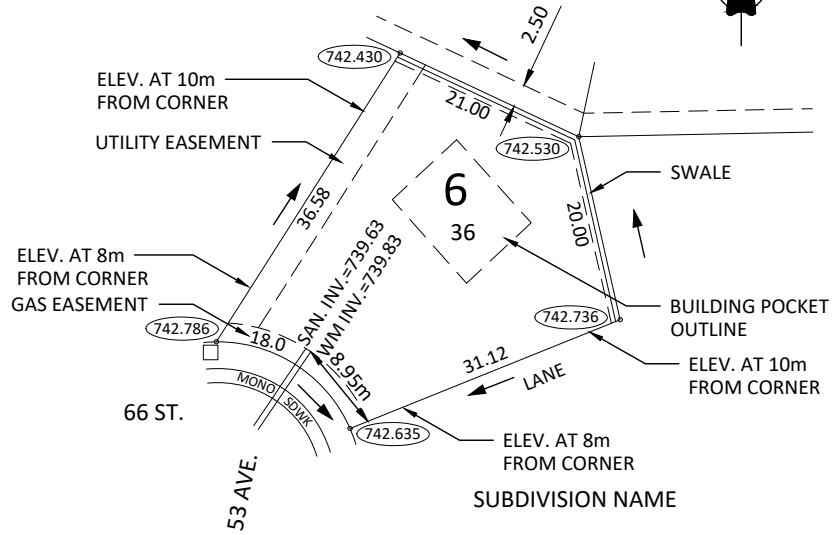 2.50
742.430
ELEV. AT 10m
FROM CORNER
21.00
UTILITY EASEMENT
742.530
SWALE
6
36
36.58
20.00
ELEV. AT 8m
FROM CORNER
GAS EASEMENT
SAN. INV.=739.63
WM INV.=739.83
BUILDING POCKET
OUTLINE
742.786
742.736
18.0
8.95m
31.12
ELEV. AT 10m
FROM CORNER
LANE
MONO SDWK
66 ST.
742.635
ELEV. AT 8m
FROM CORNER
53 AVE.
SUBDIVISION NAME